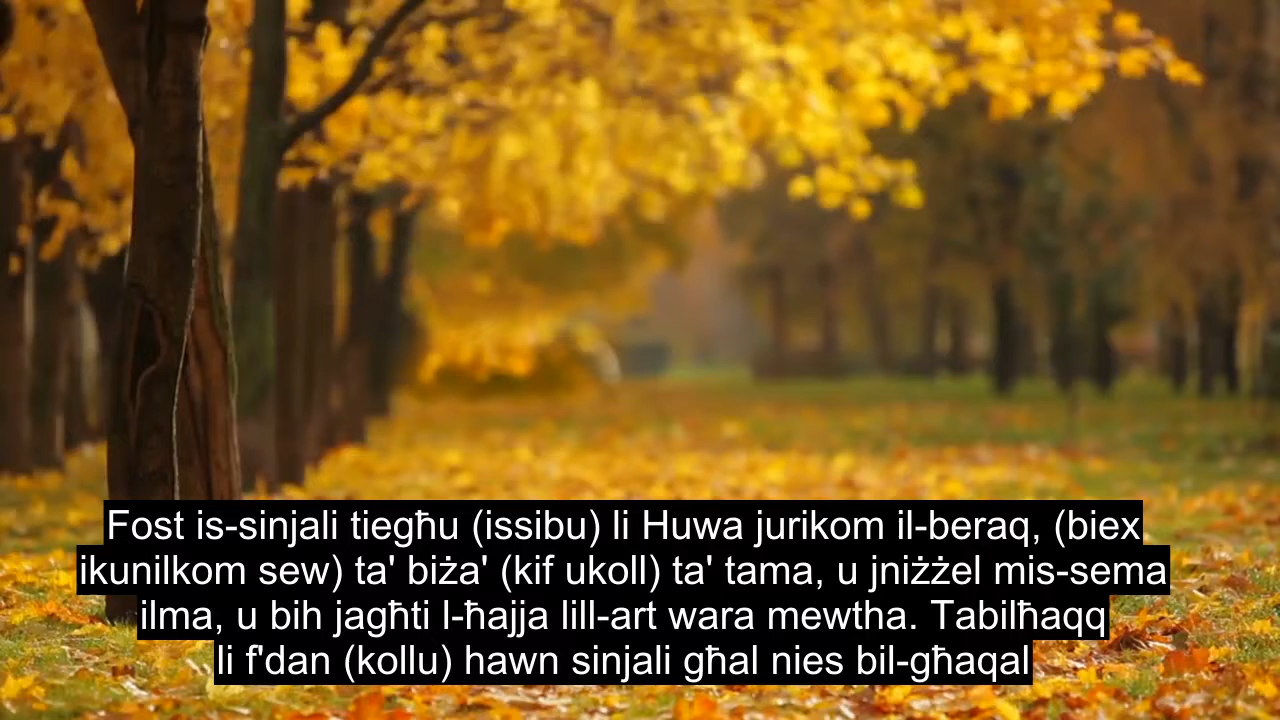 Fost is-sinjali tiegħu (issibu) li Huwa jurikom il-beraq, (biex
ikunilkom sew) ta' biża' (kif ukoll) ta' tama, u jniżżel mis-sema
ilma, u bih jagħti l-ħajja lill-art wara mewtha. Tabilħaqq
li f'dan (kollu) hawn sinjali għal nies bil-għaqal